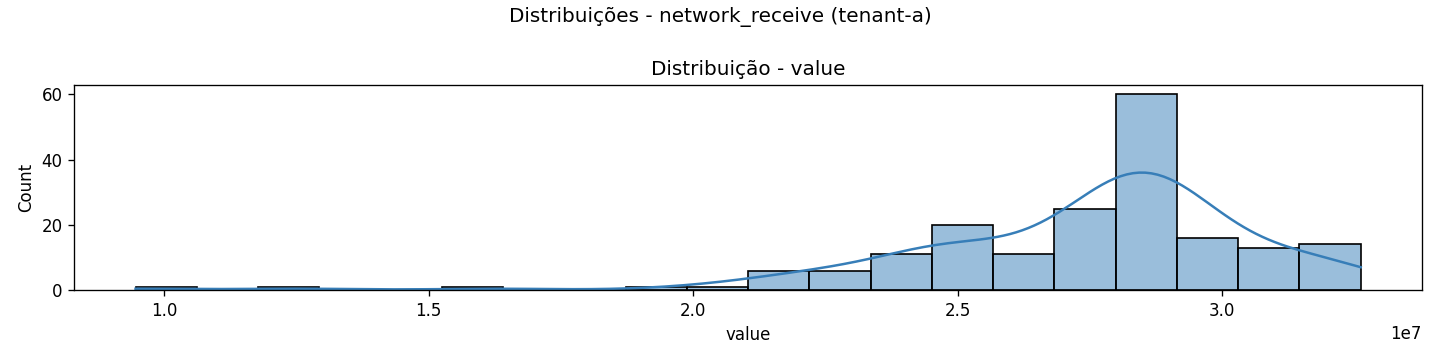 Distribuições - network_receive (tenant-a)
Distribuição - value
60
40
20
0
Count
1.0 1.5 2.0 2.5 3.0
1e7
value